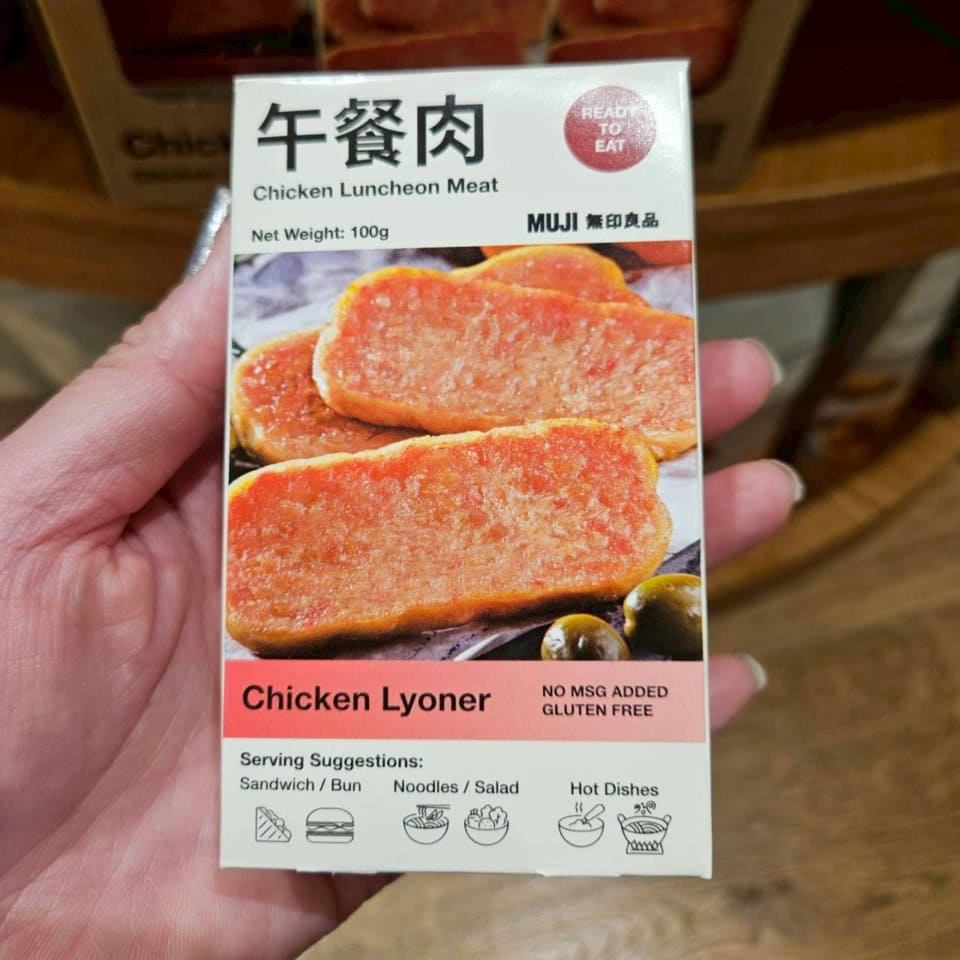 午餐肉
Chicken Luncheon Meat
READY
TO
EAT
Net Weight: 100g
MUJI 無印良品
Chicken Lyoner
NO MSG ADDED
GLUTEN FREE
Serving Suggestions:
Sandwich / Bun
Noodles / Salad
Hot Dishes